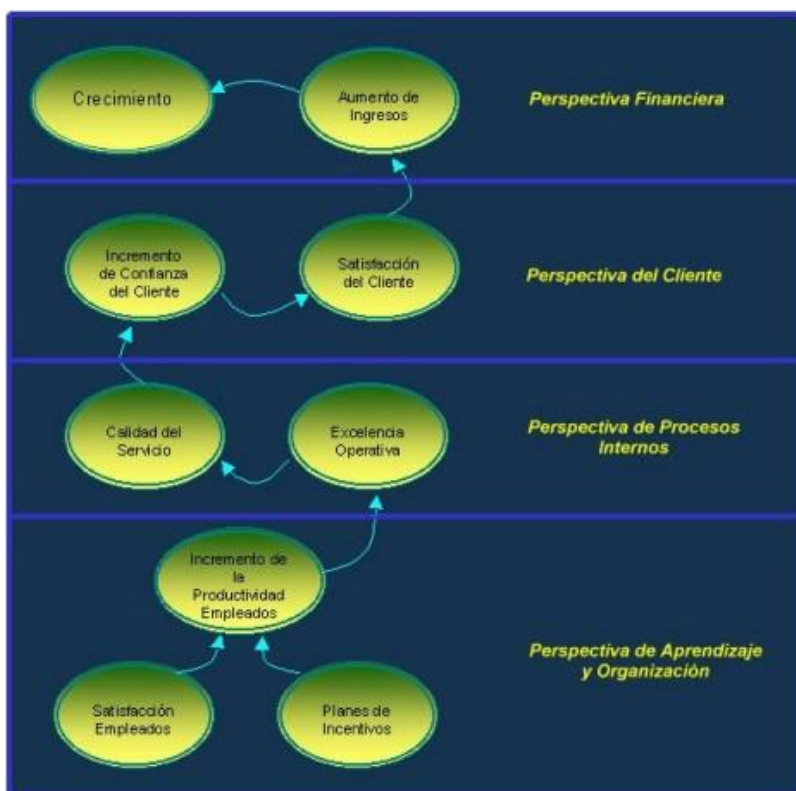 Crecimiento
Aumento de
Ingresos
Perspectiva Financiera
Incremento
de Confianza
del Cliente
Satisfacción
del Cliente
Perspectiva del Cliente
Calidad del
Servicio
Excelencia
Operativa
Perspectiva de Procesos
Internos
Incremento de
la
Productividad
Empleados
Perspectiva de Aprendizaje
y Organización
Satisfacción
Empleados
Planes de
Incentivos